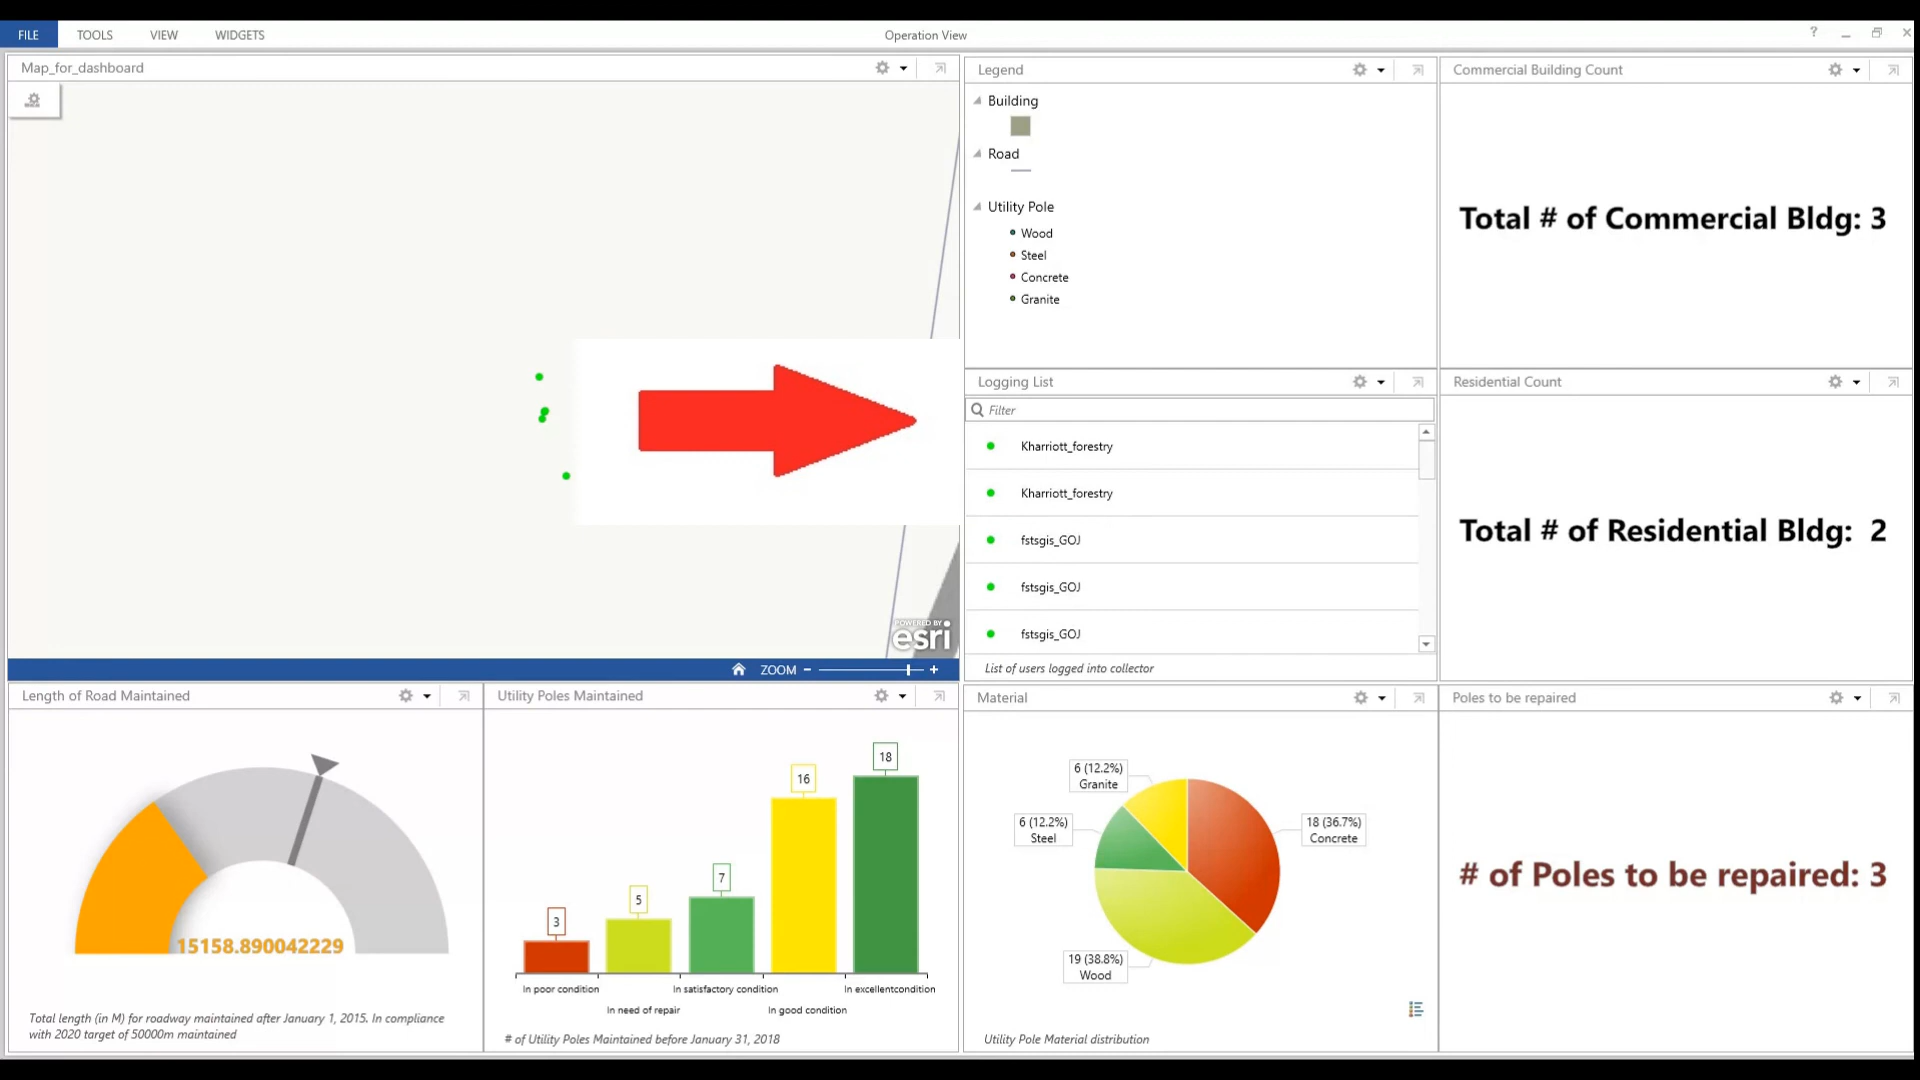 FILE TOOLS VIEW WIDGETS Operation View ?
Map_for_dashboard
POWERED BY
esri
ZOOM
Legend
Building
Road
Utility Pole
Wood
Steel
Concrete
Granite
Commercial Building Count
Total # of Commercial Bldg: 3
Logging List
Filter
Kharriott_forestry
Kharriott_forestry
fstsgis_GOJ
fstsgis_GOJ
fstsgis_GOJ
List of users logged into collector
Residential Count
Total # of Residential Bldg: 2
Length of Road Maintained
15158.890042229
Total length (in M) for roadway maintained after January 1, 2015. In compliance
with 2020 target of 50000m maintained
Utility Poles Maintained
3
5
7
16
18
In poor condition
In need of repair
In satisfactory condition
In good condition
In excellentcondition
# of Utility Poles Maintained before January 31, 2018
Material
6 (12.2%)
Granite
6 (12.2%)
Steel
18 (36.7%)
Concrete
19 (38.8%)
Wood
Utility Pole Material distribution
Poles to be repaired
# of Poles to be repaired: 3